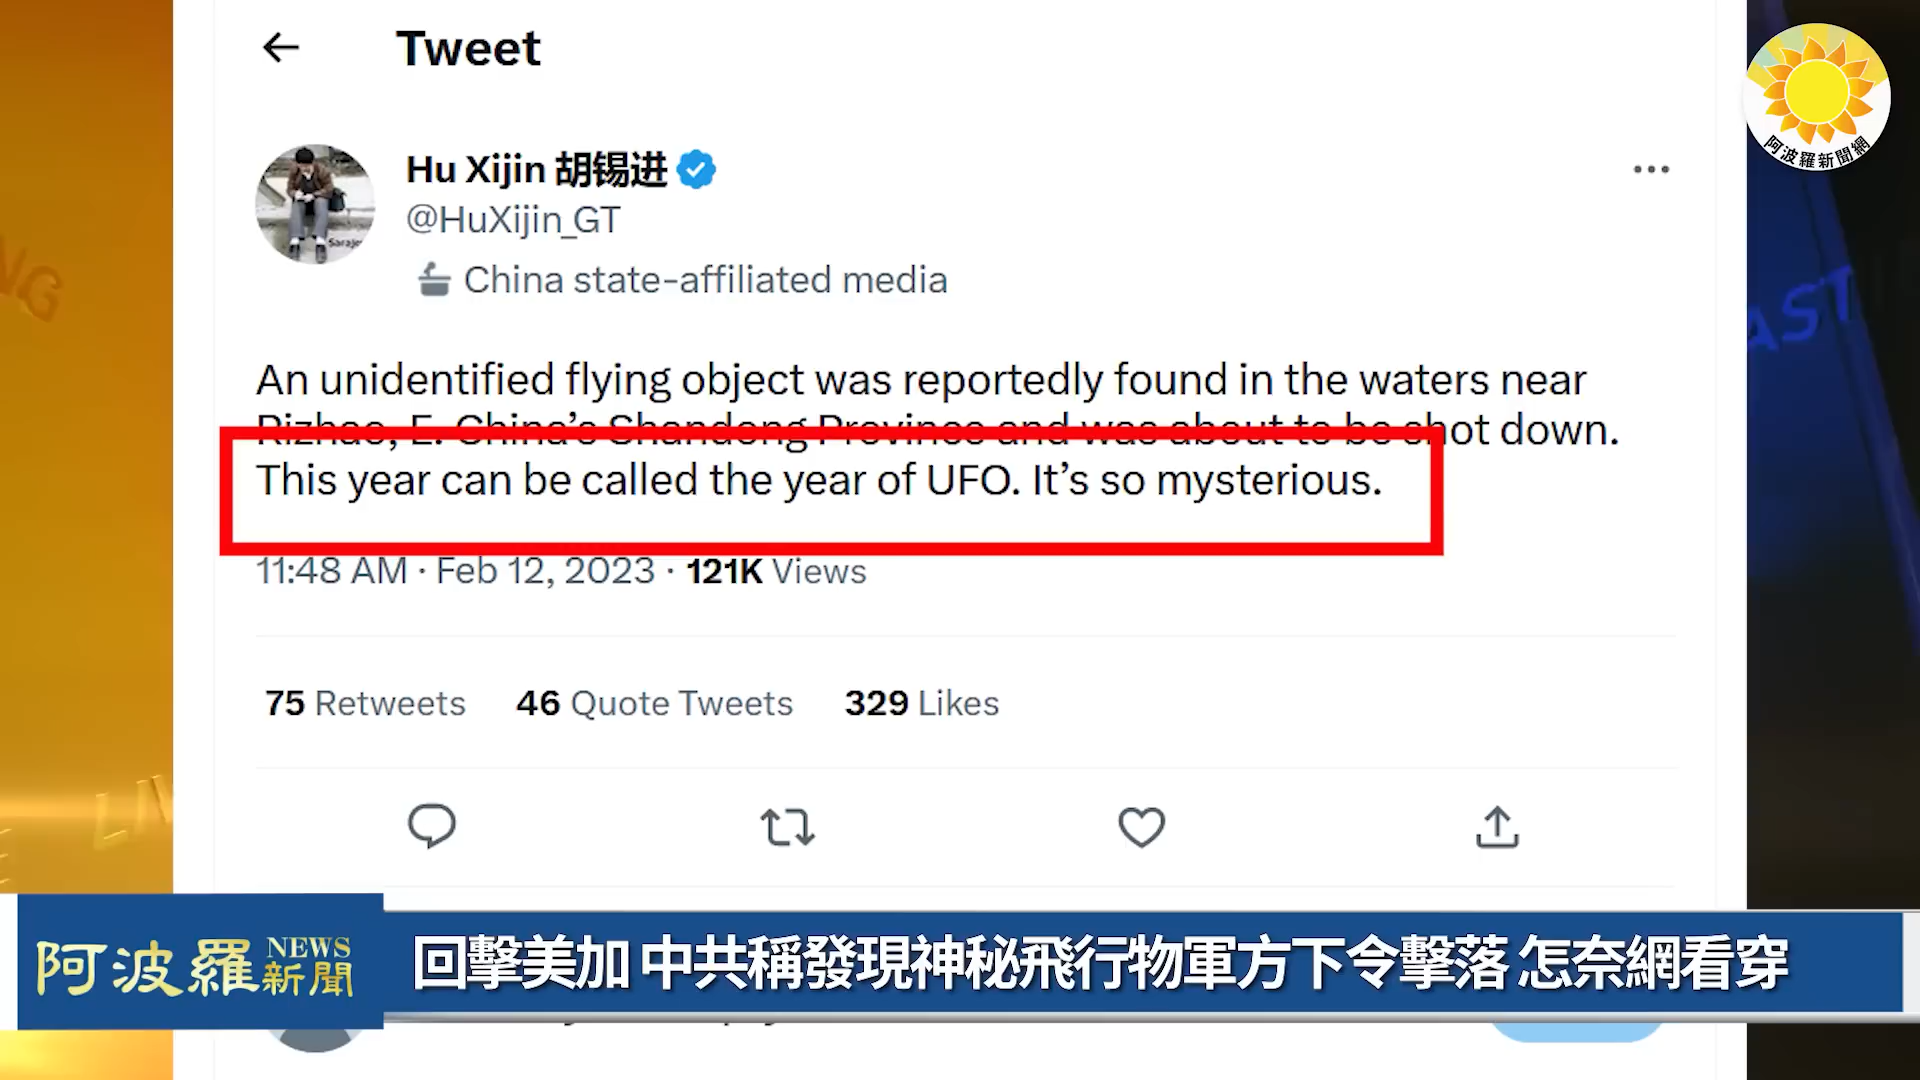 Tweet
Hu Xijin 胡锡进
@HuXijin_GT
China state-affiliated media
An unidentified flying object was reportedly found in the waters near
Rizhao, E. China's Shandong Province and was about to be shot down.
This year can be called the year of UFO. It's so mysterious.
11:48 AM · Feb 12, 2023 · 121K Views
75 Retweets 46 Quote Tweets 329 Likes
阿波羅新聞網
阿波羅 NEWS 新聞
回擊美加 中共稱發現神秘飛行物軍方下令擊落 怎奈網看穿